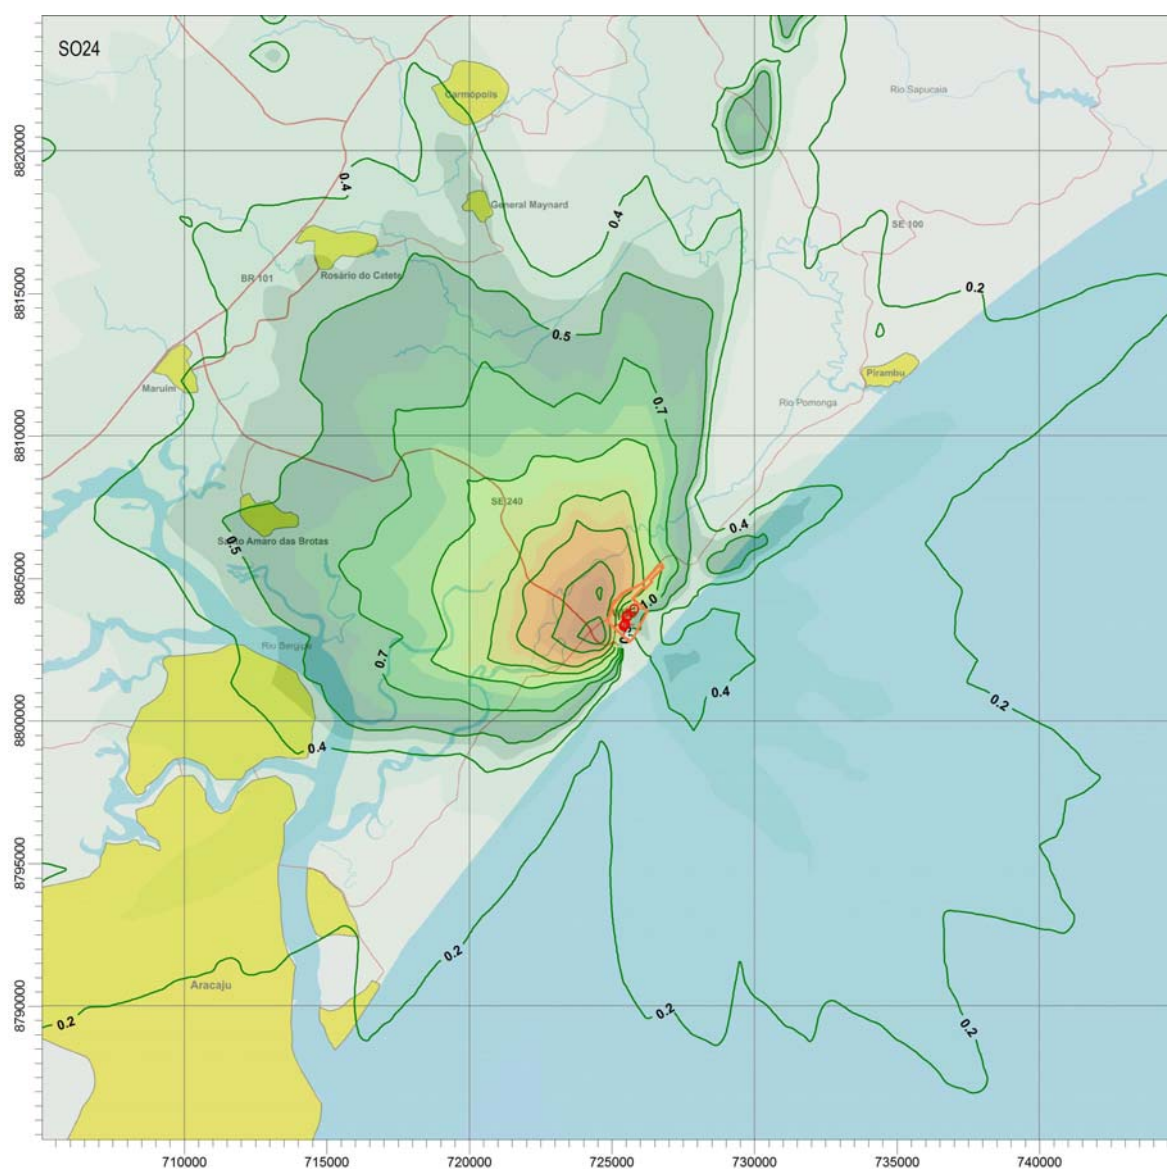 SO24
Carmópolis
Rio Sapucaia
8820000
0.4
General Maynard
0.4
SE 100
Rosário do Catete
BR 101
0.2
8815000
0.5
Maruim
Pirambu
0.7
Rio Pomonga
8810000
SE 240
0.4
Santo Amaro das Brotas
0.5
8805000
1.0
Rio Sergipe
0.7
0.4
0.2
8800000
0.4
8795000
0.2
Aracaju
8790000
0.2
0.2
0.2
710000
715000
720000
725000
730000
735000
740000